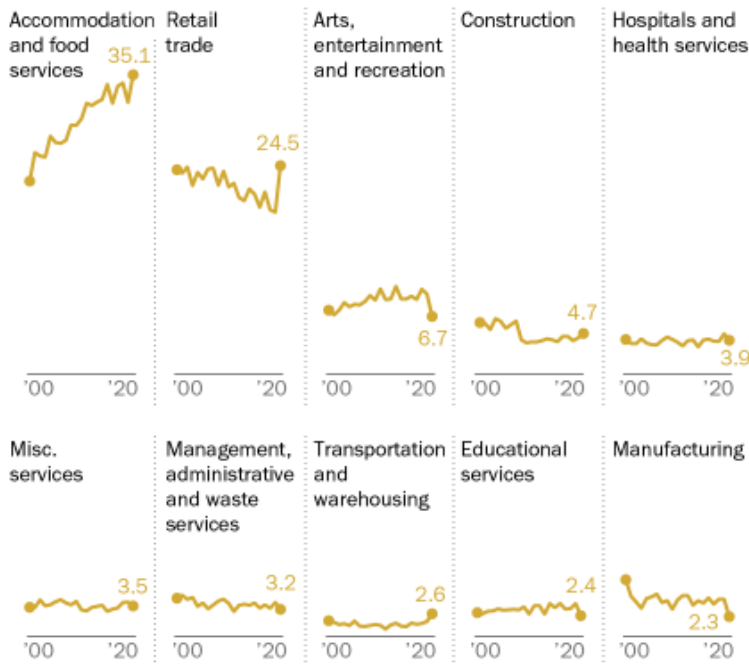 Accommodation
and food
services
35.1
'00 '20
Retail
trade
24.5
'00 '20
Arts,
entertainment
and recreation
6.7
'00 '20
Construction
4.7
'00 '20
Hospitals and
health services
3.9
'00 '20
Misc.
services
3.5
'00 '20
Management,
administrative
and waste
services
3.2
'00 '20
Transportation
and
warehousing
2.6
'00 '20
Educational
services
2.4
'00 '20
Manufacturing
2.3
'00 '20